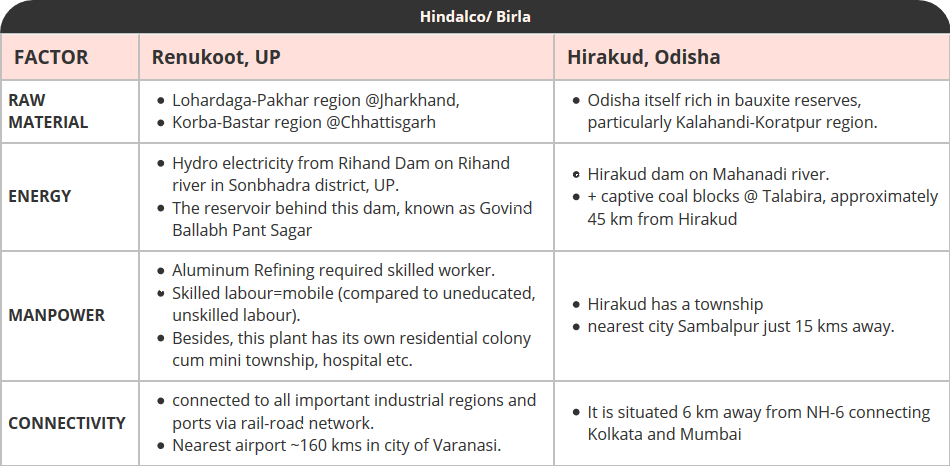 Hindalco/ Birla
FACTOR
Renukoot, UP
Hirakud, Odisha
RAW
MATERIAL
• Lohardaga-Pakhar region @Jharkhand,
• Korba-Bastar region @Chhattisgarh
• Odisha itself rich in bauxite reserves,
particularly Kalahandi-Koratpur region.
ENERGY
• Hydro electricity from Rihand Dam on Rihand
river in Sonbhadra district, UP.
• The reservoir behind this dam, known as Govind
Ballabh Pant Sagar
• Hirakud dam on Mahanadi river.
• + captive coal blocks @ Talabira, approximately
45 km from Hirakud
MANPOWER
• Aluminum Refining required skilled worker.
• Skilled labour=mobile (compared to uneducated,
unskilled labour).
• Besides, this plant has its own residential colony
cum mini township, hospital etc.
• Hirakud has a township
• nearest city Sambalpur just 15 kms away.
CONNECTIVITY
• connected to all important industrial regions and
ports via rail-road network.
• Nearest airport ~160 kms in city of Varanasi.
• It is situated 6 km away from NH-6 connecting
Kolkata and Mumbai